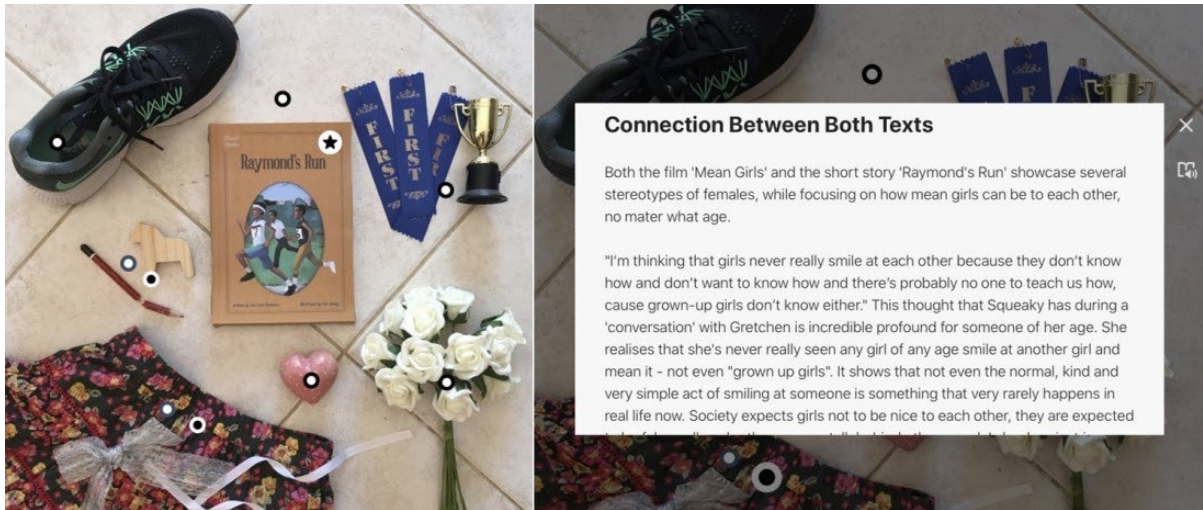 Raymond's Run
FIRST
FIRST
Connection Between Both Texts
Both the film 'Mean Girls' and the short story 'Raymond's Run' showcase several
stereotypes of females, while focusing on how mean girls can be to each other,
no mater what age.
"I'm thinking that girls never really smile at each other because they don't know
how and don't want to know how and there's probably no one to teach us how,
cause grown-up girls don't know either." This thought that Squeaky has during a
'conversation' with Gretchen is incredible profound for someone of her age. She
realises that she's never really seen any girl of any age smile at another girl and
mean it - not even "grown up girls". It shows that not even the normal, kind and
very simple act of smiling at someone is something that very rarely happens in
real life now. Society expects girls not to be nice to each other, they are expected